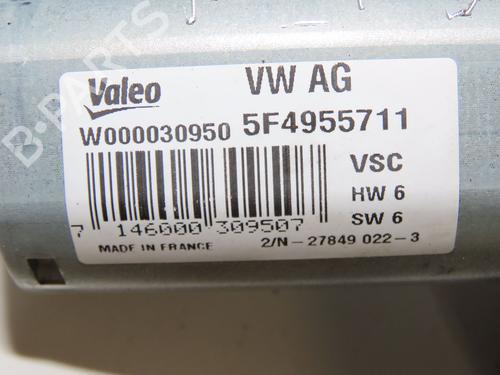 Valeo VW AG
W000030950 5F4955711
VSC
HW 6
7 146000 309507 SW 6
MADE IN FRANCE 2/N-27849 022-3
B-PARTS